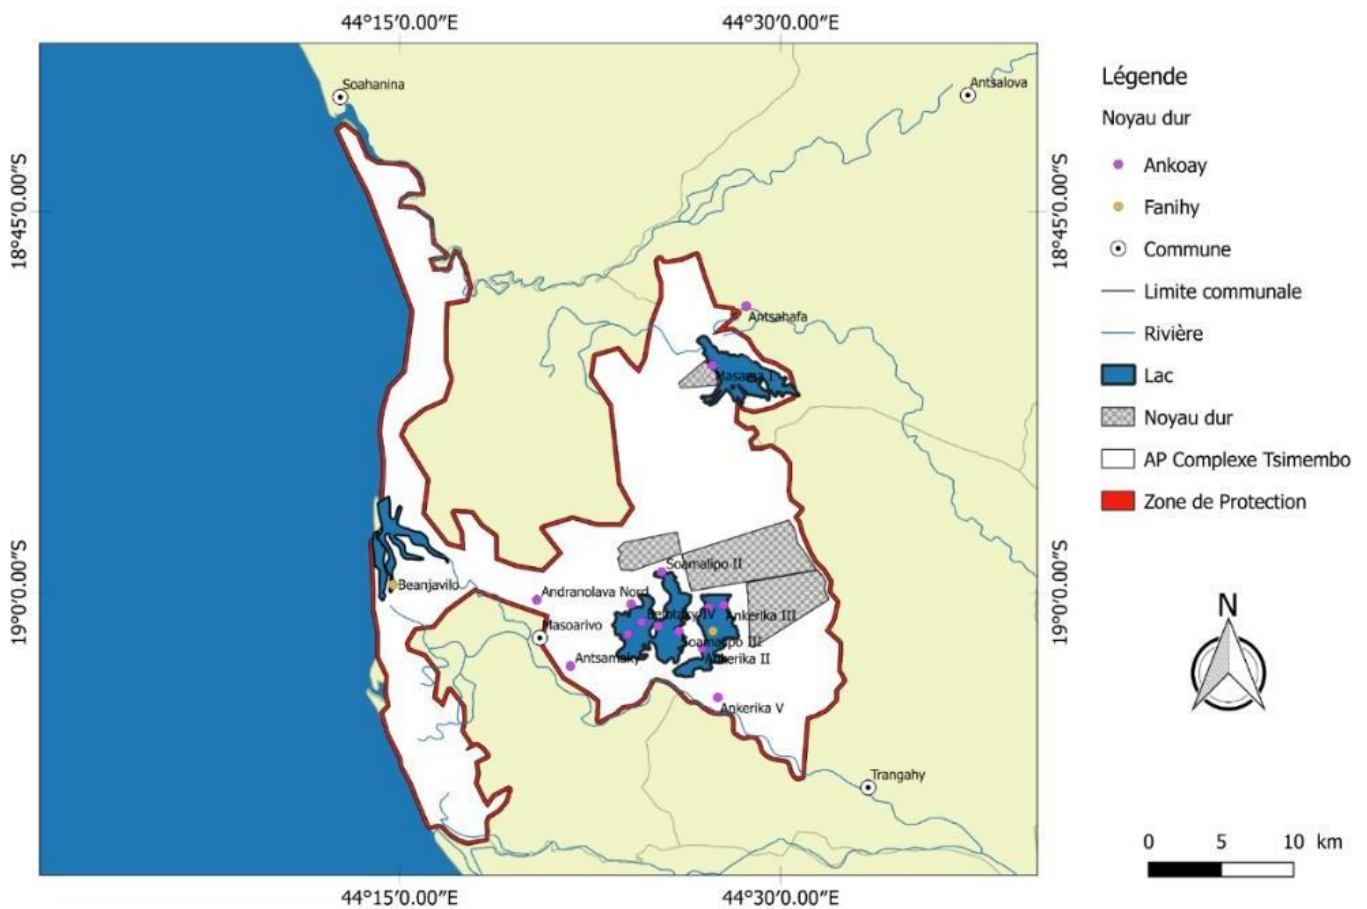 44°15'0.00"E
44°30'0.00"E
Soahanina
Antsalova
18°45'0.00"S
18°45'0.00"S
Antsahafa
Masama I
Soamalipo II
Beanjavilo
Andranolava Nord
19°0'0.00"S
19°0'0.00"S
Ankerika III
Masoarivo
Soamalipo III
Antsamaky
Ankerika II
Ankerika V
Trangahy
44°15'0.00"E
44°30'0.00"E
Légende
Noyau dur
Ankoay
Fanihy
Commune
Limite communale
Rivière
Lac
Noyau dur
AP Complexe Tsimembo
Zone de Protection
N
0 5 10 km